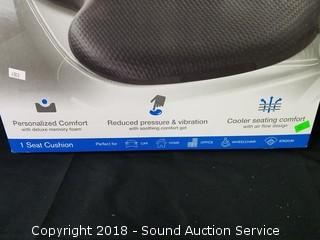 Personalized Comfort
with deluxe memory foam
Reduced pressure & vibration
with soothing comfort gel
Cooler seating comfort
with air flow design
1 Seat Cushion
Perfect for
CAR
HOME
OFFICE
WHEELCHAIR
STADIUM
Copyright 2018 - Sound Auction Service